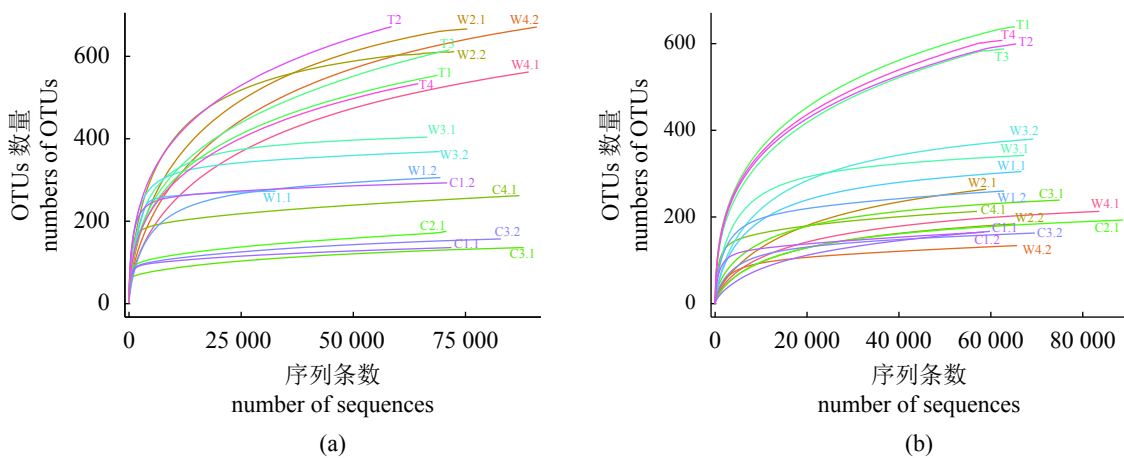 T2
W2.1
W4.2
T3
W2.2
T1
T4
W4.1
W3.1
W3.2
W1.2
C1.2
W1.1
C4.1
C2.1
C3.2
C1.1
C3.1
600
400
200
0
OTUs 数量
numbers of OTUs
0 25 000 50 000 75 000
序列条数
number of sequences
(a)
T1
T4
T2
T3
W3.2
W3.1
W1.1
W2.1
W1.2
C3.1
C4.1
W4.1
W2.2
C2.1
C1.1
C3.2
C1.2
W4.2
600
400
200
0
OTUs 数量
numbers of OTUs
0 20 000 40 000 60 000 80 000
序列条数
number of sequences
(b)